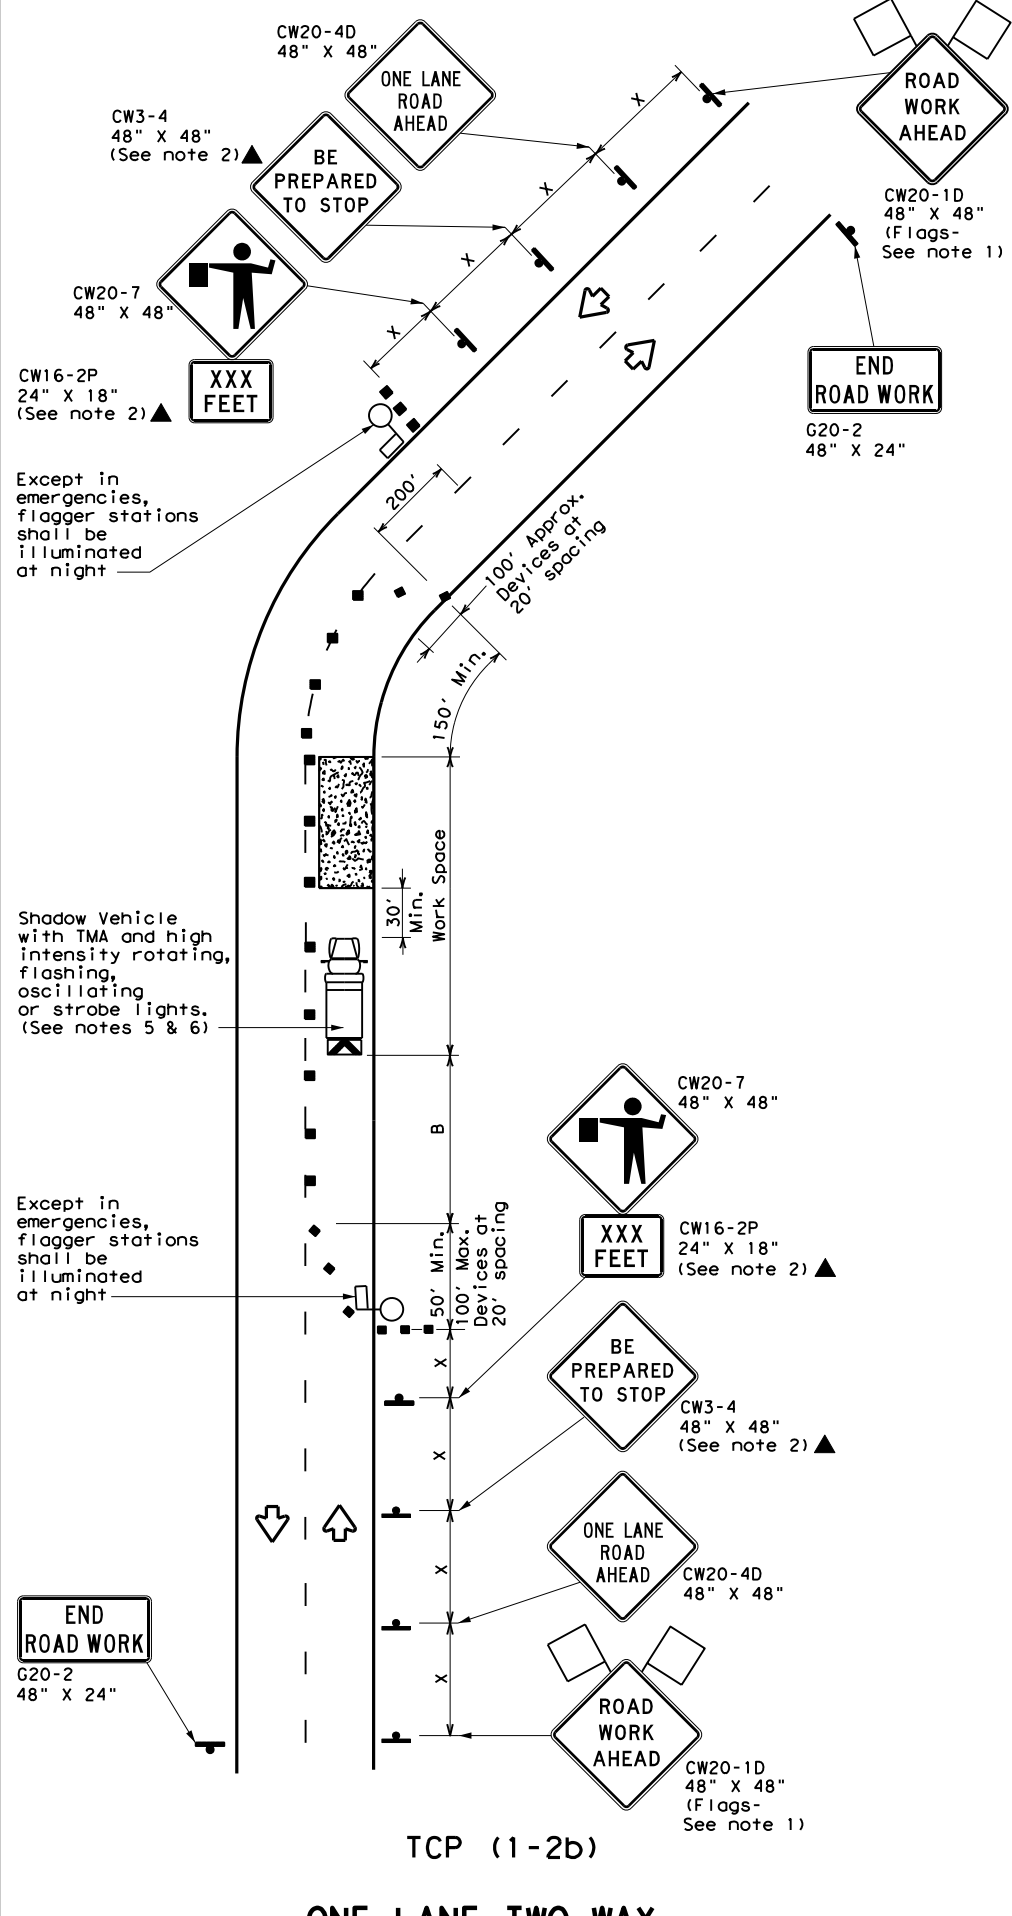 CW20-4D
48" X 48"
ONE LANE
ROAD
AHEAD
ROAD
WORK
AHEAD
CW20-1D
48" X 48"
(Flags-
See note 1)
CW3-4
48" X 48"
(See note 2)
BE
PREPARED
TO STOP
X
X
X
X
CW20-7
48" X 48"
CW16-2P
24" X 18"
(See note 2)
XXX
FEET
END
ROAD WORK
G20-2
48" X 24"
Except in
emergencies,
flagger stations
shall be
illuminated
at night
200'
100' Approx.
Devices at
20' spacing
150' Min.
Work Space
30'
Min.
Shadow Vehicle
with TMA and high
intensity rotating,
flashing,
oscillating
or strobe lights.
(See notes 5 & 6)
B
CW20-7
48" X 48"
XXX
FEET
CW16-2P
24" X 18"
(See note 2)
Except in
emergencies,
flagger stations
shall be
illuminated
at night
50' Min.
100' Max.
Devices at
20' spacing
X
BE
PREPARED
TO STOP
CW3-4
48" X 48"
(See note 2)
X
ONE LANE
ROAD
AHEAD
CW20-4D
48" X 48"
X
END
ROAD WORK
G20-2
48" X 24"
X
ROAD
WORK
AHEAD
CW20-1D
48" X 48"
(Flags-
See note 1)
TCP (1-2b)
ONE LANE TWO WAY